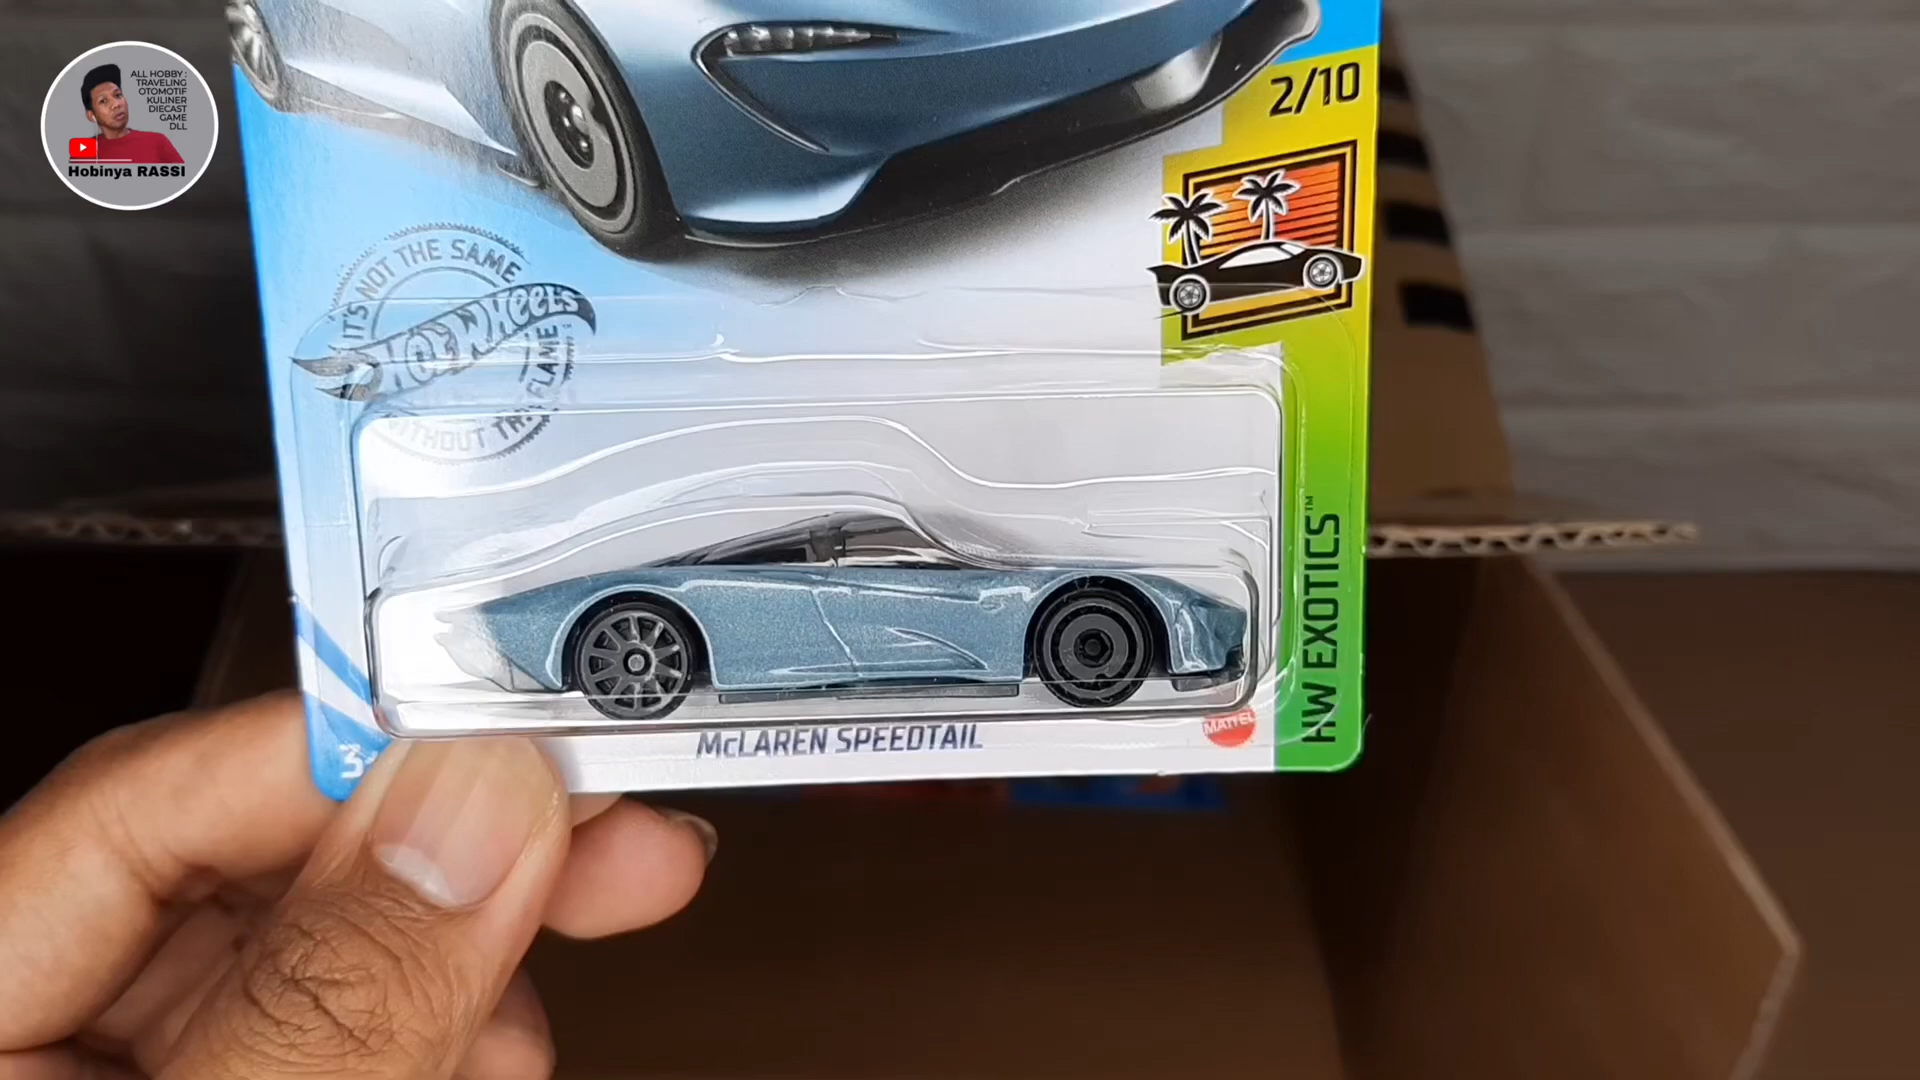 ALL HOBBY :
TRAVELING
OTOMOTIF
KULINER
DIECAST
GAME
DLL
Hobinya RASSI
2/10
IT'S NOT THE SAME
HOT WHEELS
WITHOUT THE FLAME
HW EXOTICS™
McLAREN SPEEDTAIL
MATTEL